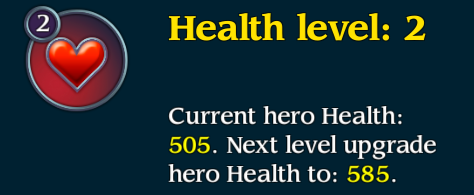 2
Health level: 2
Current hero Health:
505. Next level upgrade
hero Health to: 585.